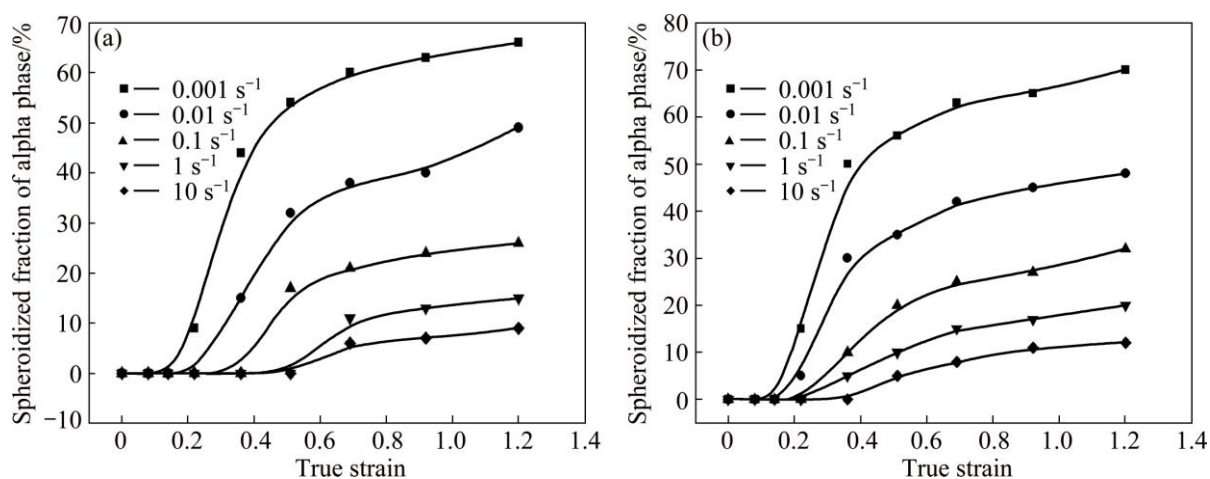 (a)
Spheroidized fraction of alpha phase/%
70
60
50
40
30
20
10
0
−10
0.001 s⁻¹
0.01 s⁻¹
0.1 s⁻¹
1 s⁻¹
10 s⁻¹
0 0.2 0.4 0.6 0.8 1.0 1.2 1.4
True strain
(b)
Spheroidized fraction of alpha phase/%
80
70
60
50
40
30
20
10
0
0.001 s⁻¹
0.01 s⁻¹
0.1 s⁻¹
1 s⁻¹
10 s⁻¹
0 0.2 0.4 0.6 0.8 1.0 1.2 1.4
True strain